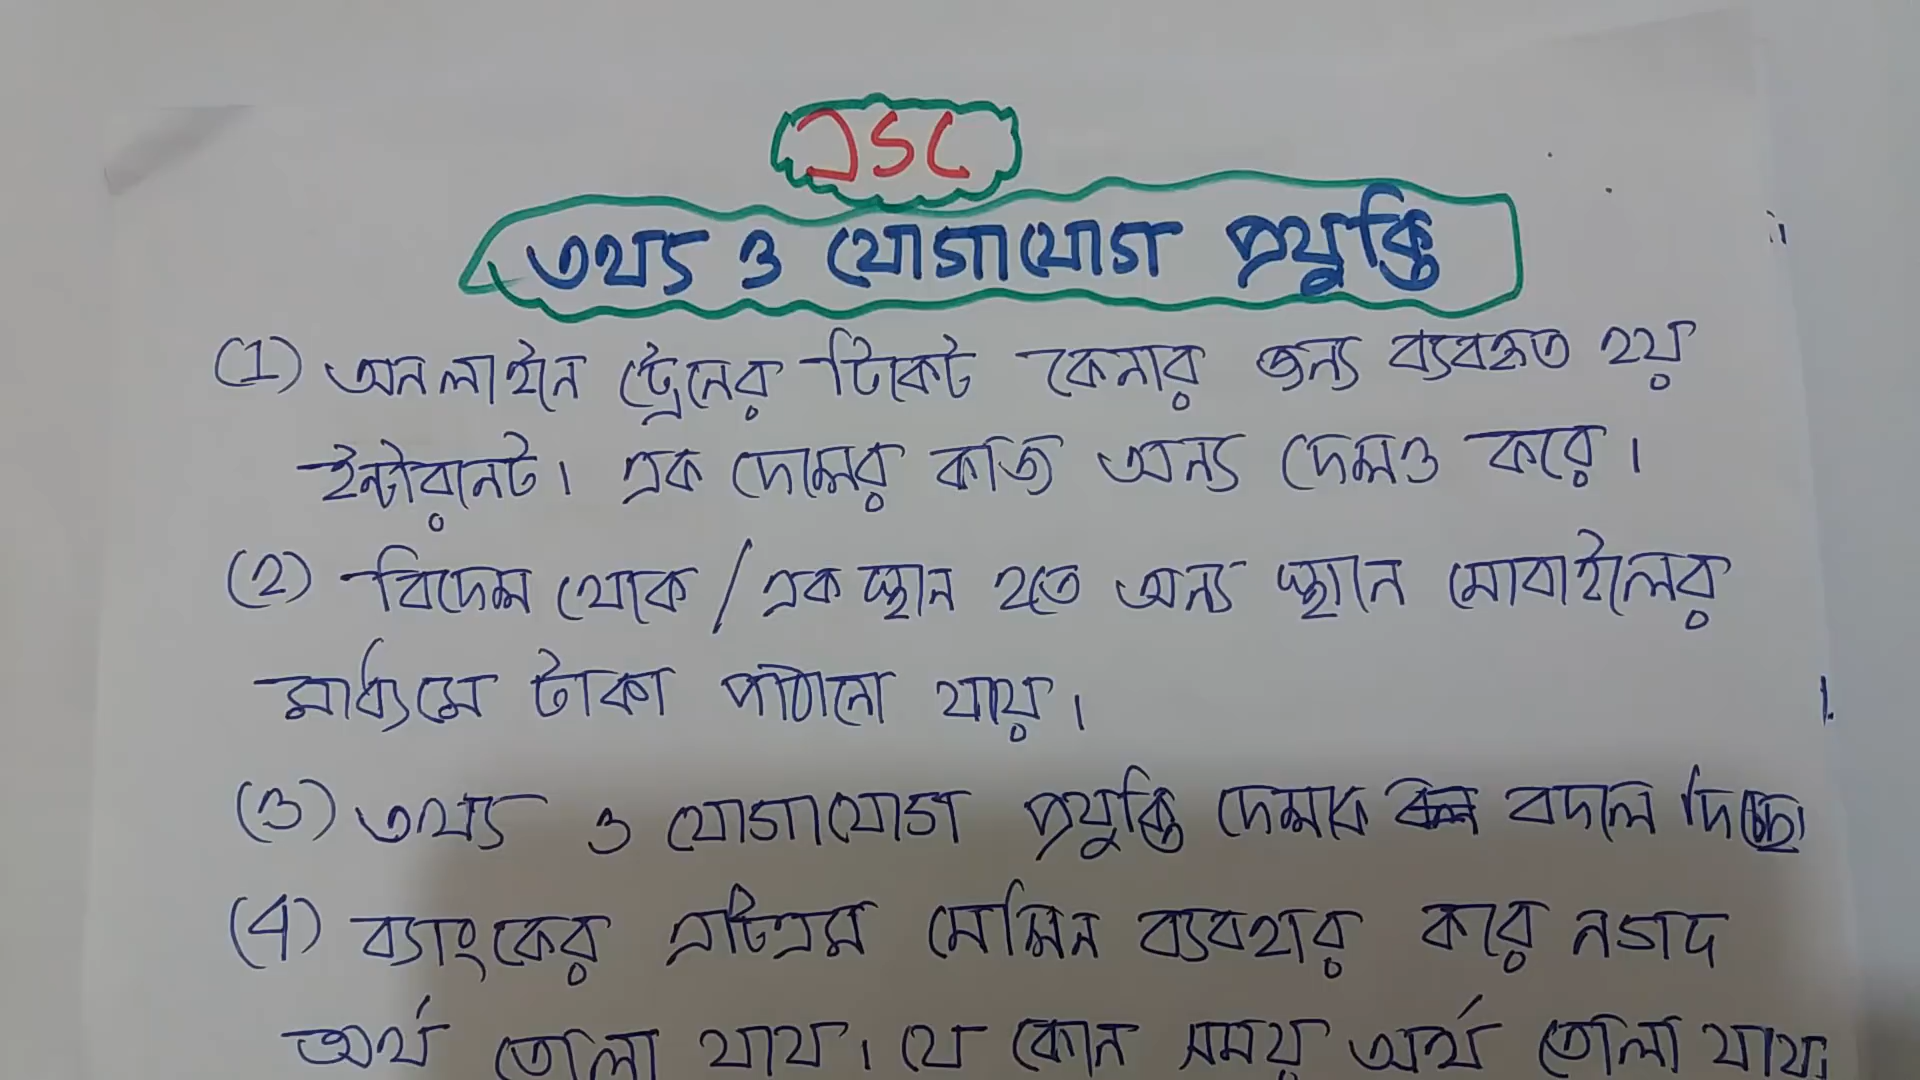 JSC
তথ্য ও যোগাযোগ প্রযুক্তি
(1) অনলাইনে ট্রেনের টিকেট কেনার জন্য ব্যবহৃত হয়
ইন্টারনেট। এক দেশের কাজ অন্য দেশও করে।
(2) বিদেশ থেকে / এক স্থান হতে অন্য স্থানে মোবাইলের
মাধ্যমে টাকা পাঠানো যায়।
(3) তথ্য ও যোগাযোগ প্রযুক্তি দেশকে বদলে দিচ্ছে
(4) ব্যাংকের এটিএম মেশিন ব্যবহার করে নগদ
অর্থ তোলা যায়। যে কোন সময় অর্থ তোলা যায়।